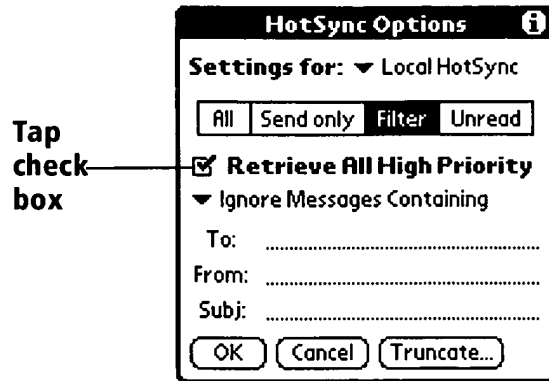 HotSync Options i
Settings for: Local HotSync
All Send only Filter Unread
Tap
check
box
Retrieve All High Priority
Ignore Messages Containing
To:
From:
Subj:
OK Cancel Truncate...